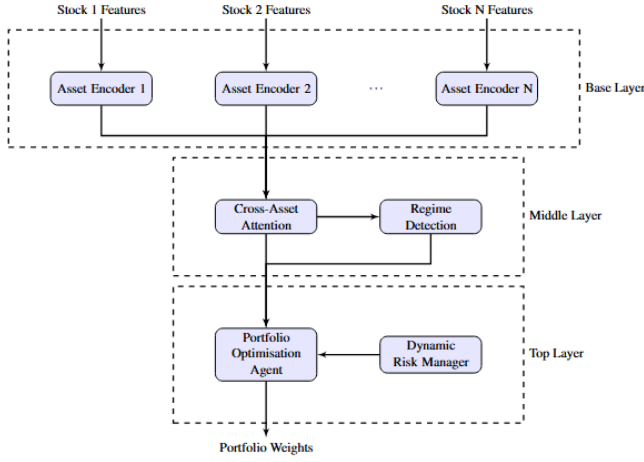 Stock 1 Features
Stock 2 Features
Stock N Features
Asset Encoder 1
Asset Encoder 2
...
Asset Encoder N
Base Layer
Cross-Asset
Attention
Regime
Detection
Middle Layer
Portfolio
Optimisation
Agent
Dynamic
Risk Manager
Top Layer
Portfolio Weights